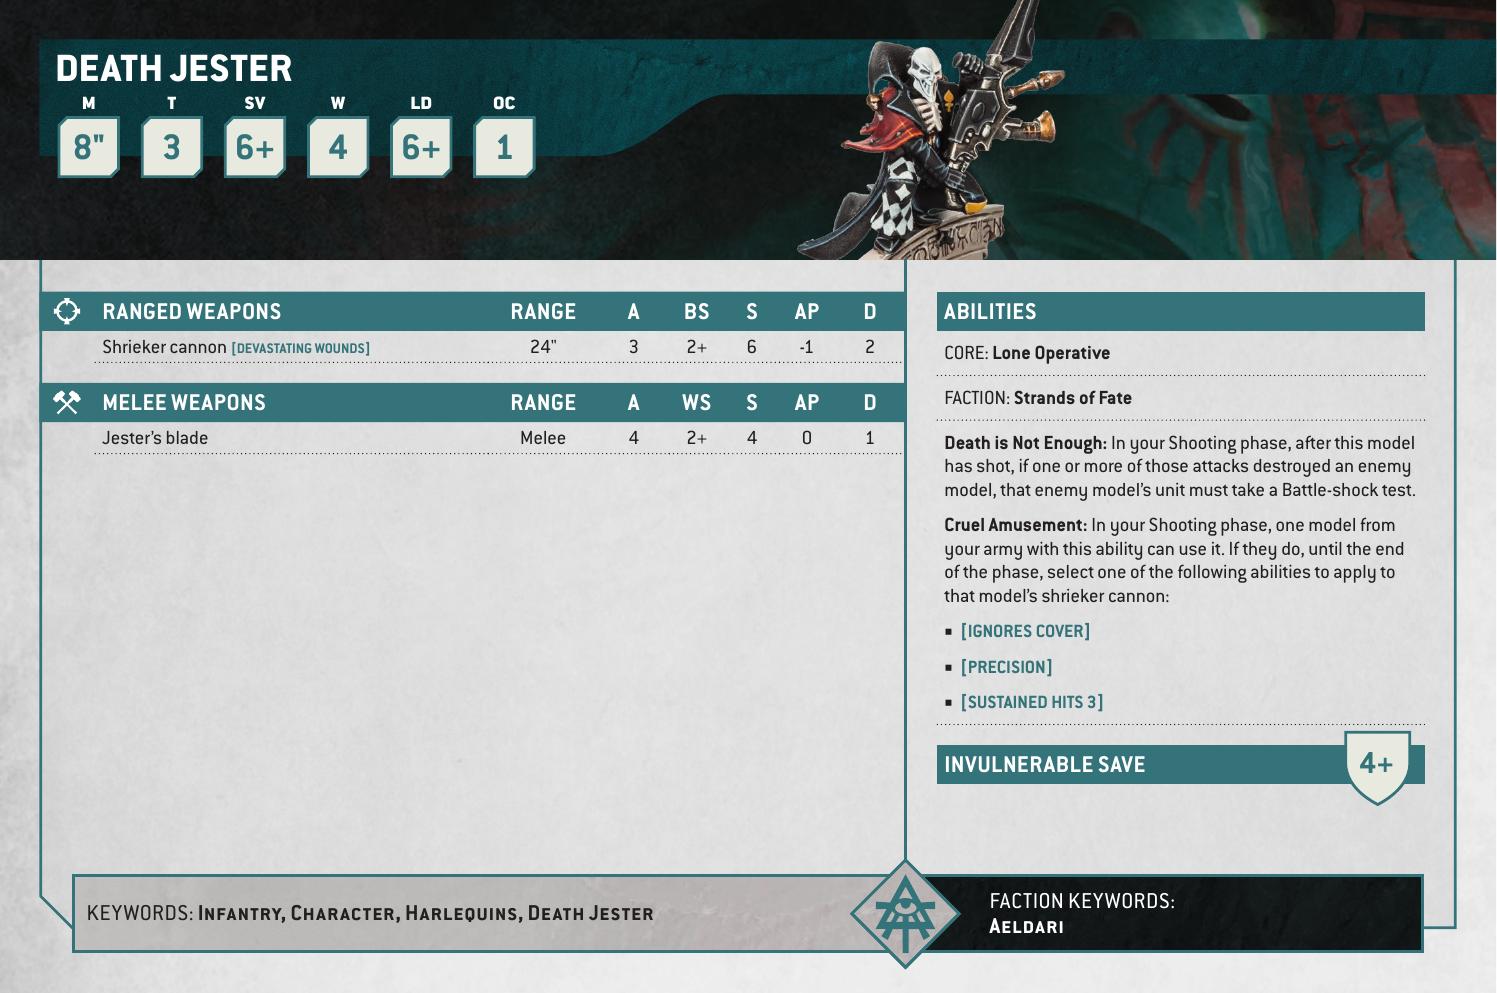 DEATH JESTER
M T SV W LD OC
8" 3 6+ 4 6+ 1
RANGED WEAPONS RANGE A BS S AP D
Shrieker cannon [DEVASTATING WOUNDS] 24" 3 2+ 6 -1 2
MELEE WEAPONS RANGE A WS S AP D
Jester's blade Melee 4 2+ 4 0 1
ABILITIES
CORE: Lone Operative
FACTION: Strands of Fate
Death is Not Enough: In your Shooting phase, after this model
has shot, if one or more of those attacks destroyed an enemy
model, that enemy model's unit must take a Battle-shock test.
Cruel Amusement: In your Shooting phase, one model from
your army with this ability can use it. If they do, until the end
of the phase, select one of the following abilities to apply to
that model's shrieker cannon:
▪ [IGNORES COVER]
▪ [PRECISION]
▪ [SUSTAINED HITS 3]
INVULNERABLE SAVE 4+
KEYWORDS: INFANTRY, CHARACTER, HARLEQUINS, DEATH JESTER
FACTION KEYWORDS:
AELDARI